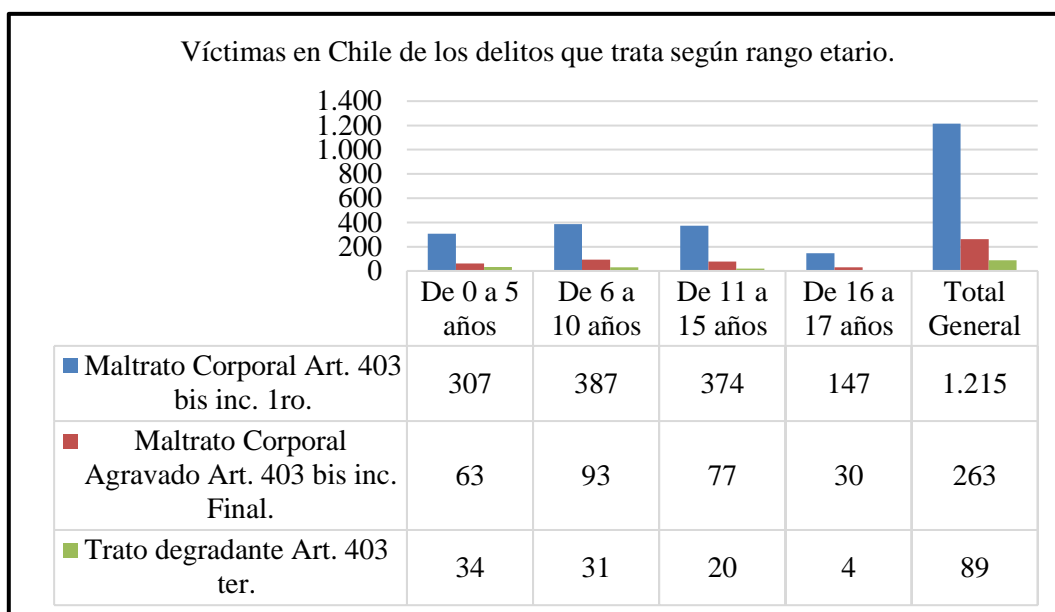 Víctimas en Chile de los delitos que trata según rango etario.
1.400
1.200
1.000
800
600
400
200
0
De 0 a 5 años
De 6 a 10 años
De 11 a 15 años
De 16 a 17 años
Total General
Maltrato Corporal Art. 403
bis inc. 1ro.
307 387 374 147 1.215
Maltrato Corporal
Agravado Art. 403 bis inc.
Final.
63 93 77 30 263
Trato degradante Art. 403
ter.
34 31 20 4 89